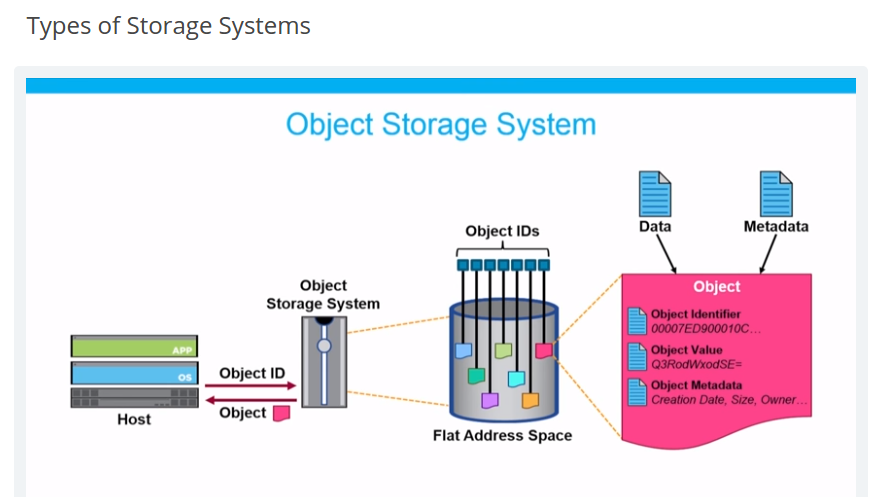 Types of Storage Systems
Object Storage System
Data
Metadata
Object IDs
Object
Storage System
APP
OS
Host
Object ID
Object
Flat Address Space
Object
Object Identifier
00007ED900010C...
Object Value
Q3RodWxodSE=
Object Metadata
Creation Date, Size, Owner...